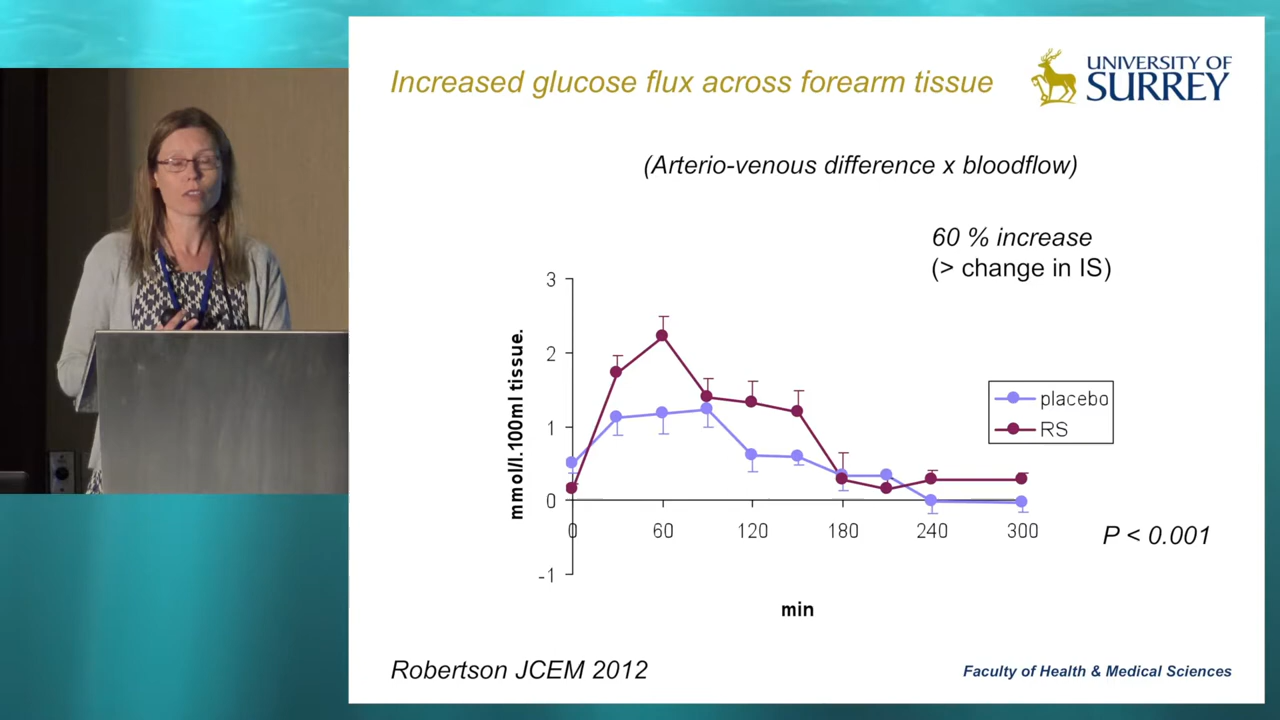 Increased glucose flux across forearm tissue
UNIVERSITY OF
SURREY
(Arterio-venous difference x bloodflow)
60 % increase
(> change in IS)
3
2
1
0
-1
mmol/l.100ml tissue.
0 60 120 180 240 300
min
placebo
RS
P < 0.001
Robertson JCEM 2012
Faculty of Health & Medical Sciences